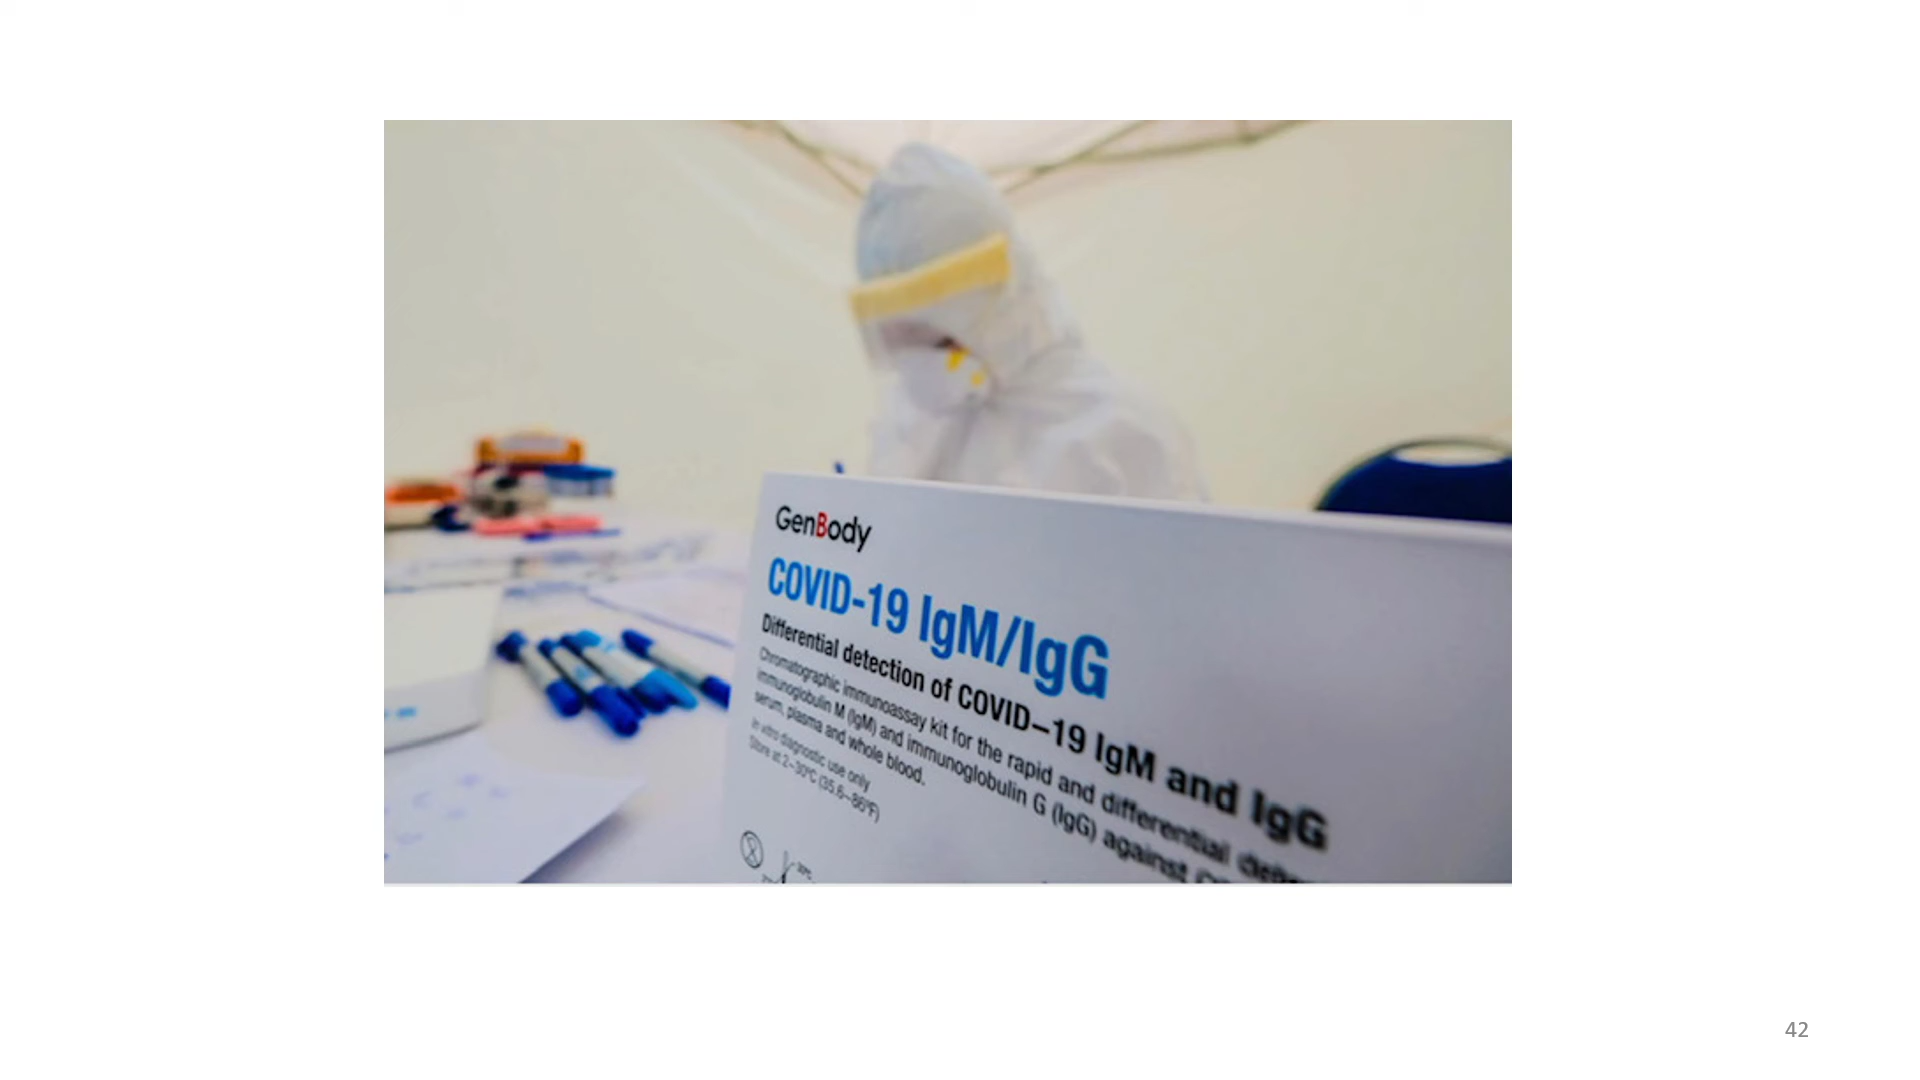 GenBody
COVID-19 IgM/IgG
Differential detection of COVID-19 IgM and IgG
Chromatographic immunoassay kit for the rapid and differential
immunoglobulin M (IgM) and immunoglobulin G (IgG) against
serum, plasma and whole blood.
In vitro diagnostic use only
Store at 2~30°C (35.6~86°F)
42